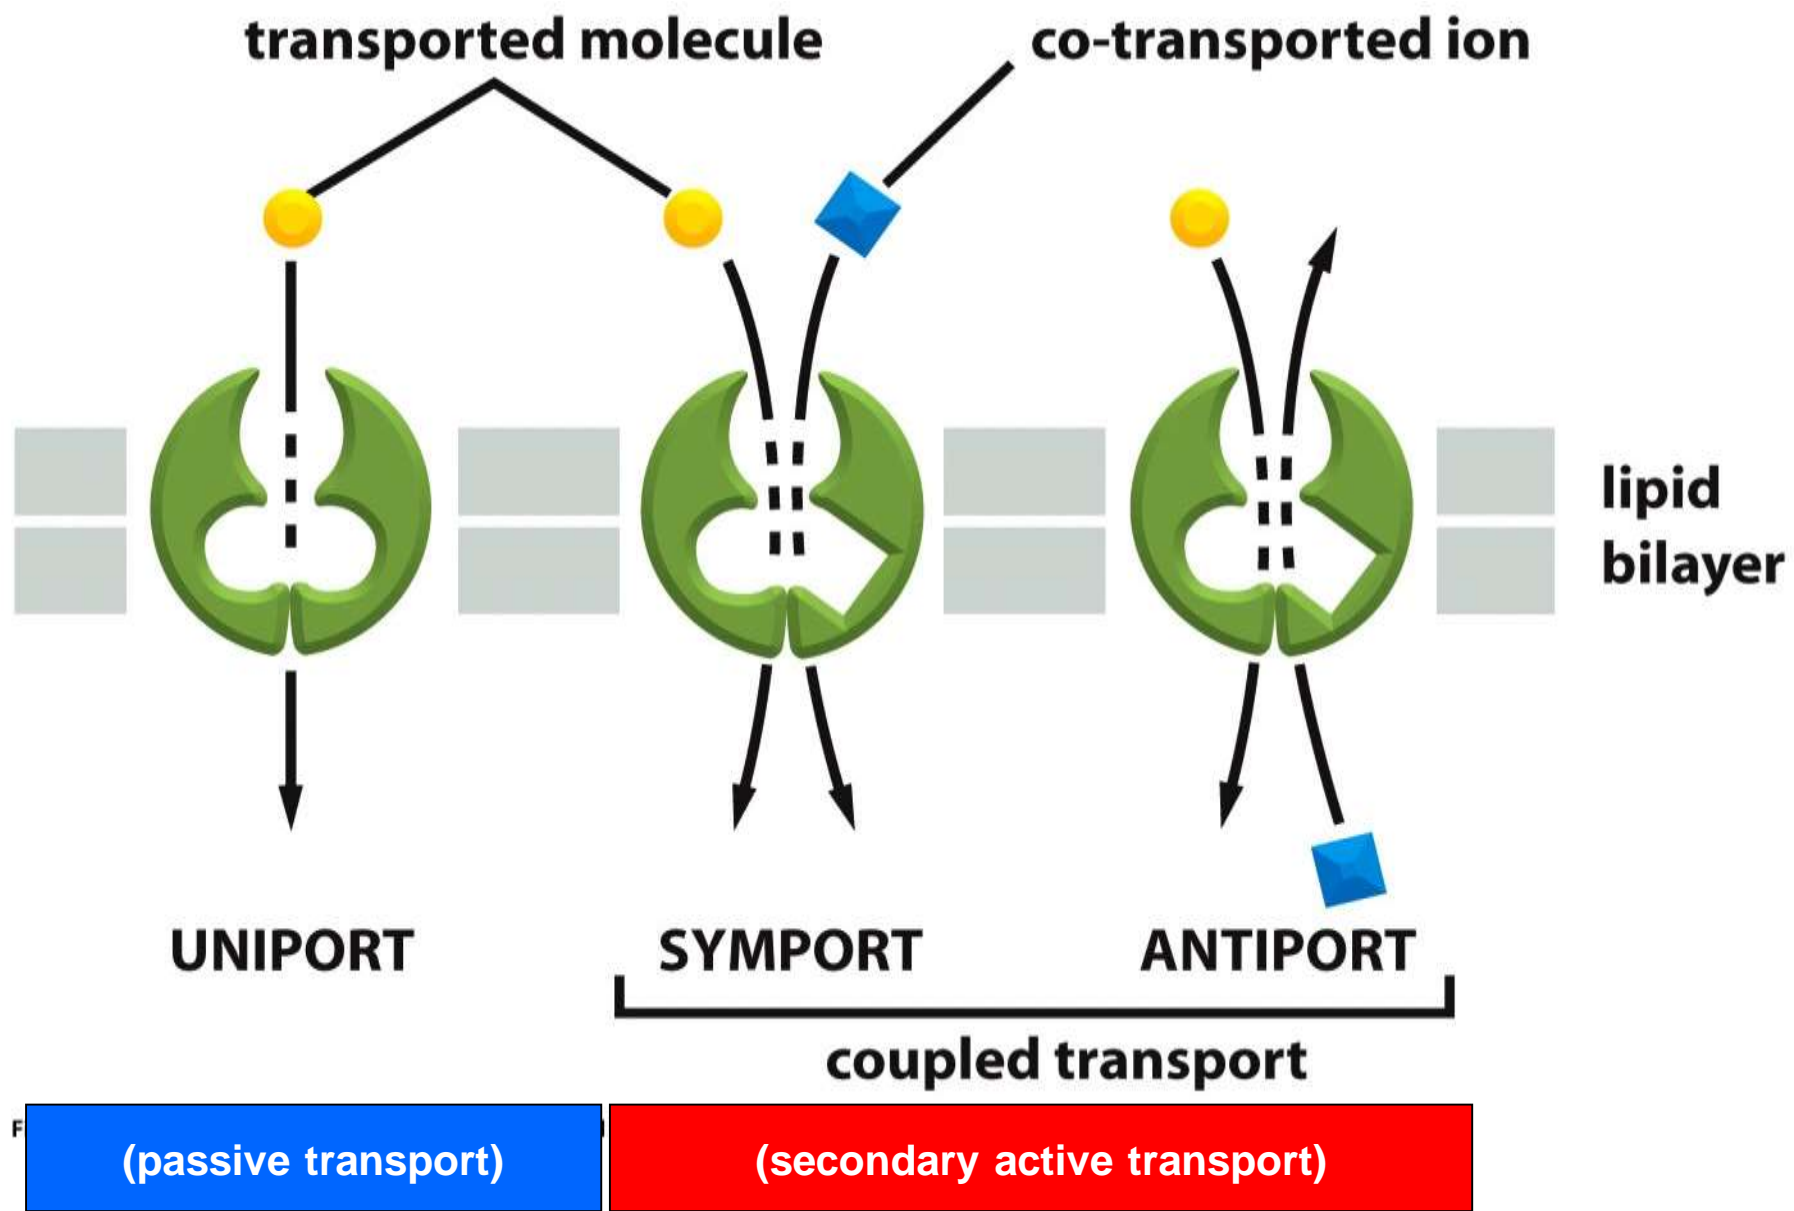 transported molecule
co-transported ion
lipid
bilayer
UNIPORT
SYMPORT
ANTIPORT
coupled transport
F
(passive transport)
(secondary active transport)